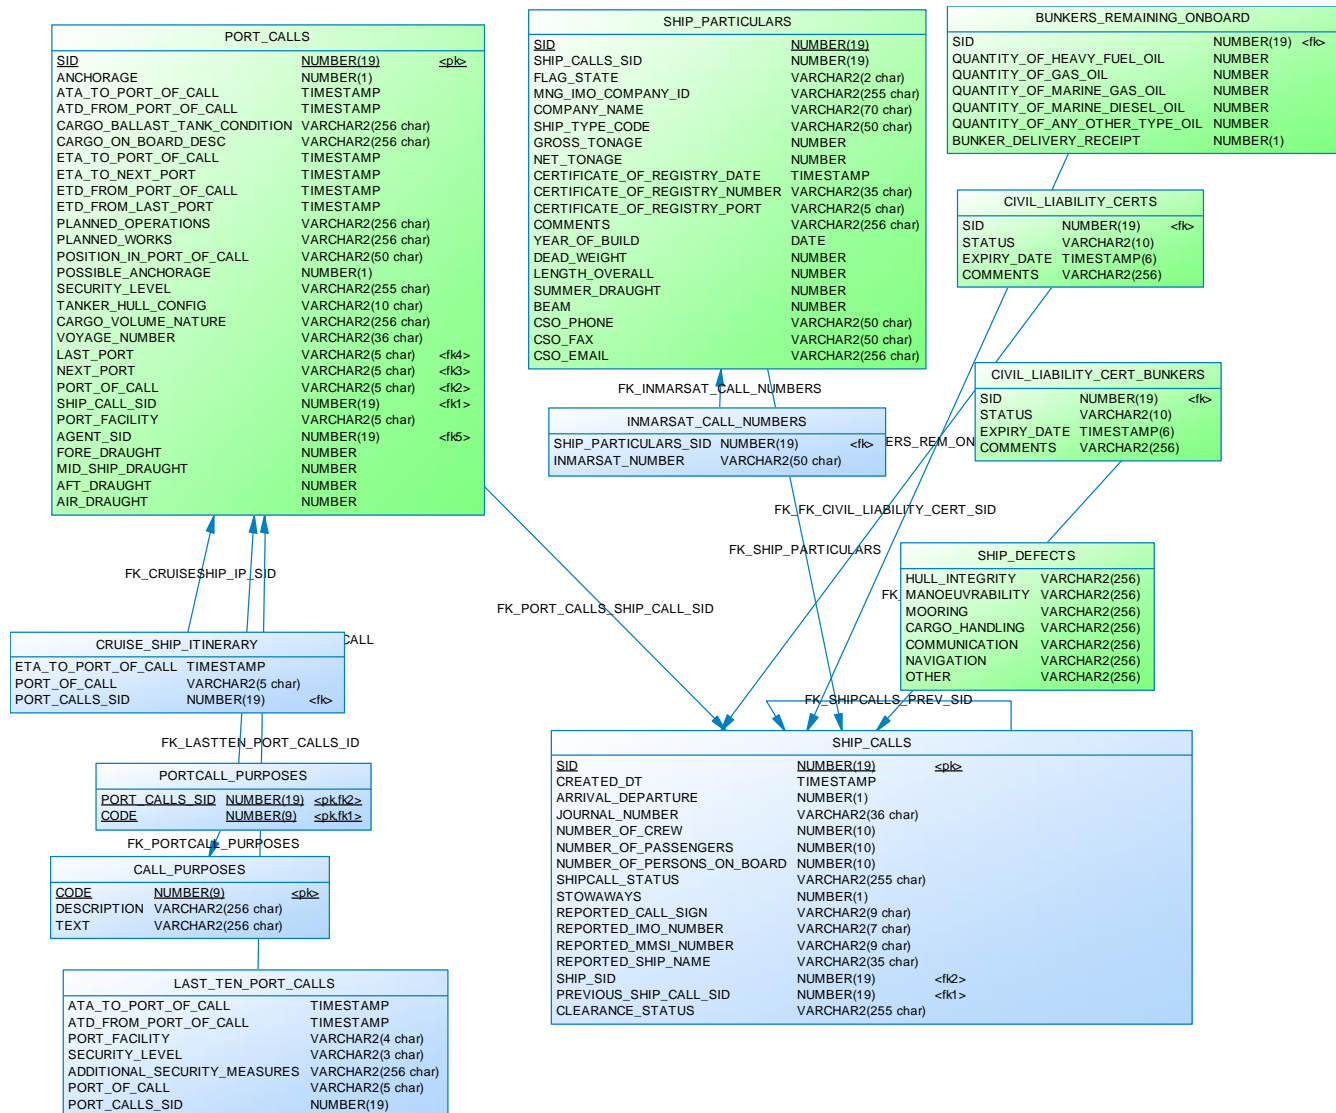 PORT_CALLS
SID NUMBER(19) <pk>
ANCHORAGE NUMBER(1)
ATA_TO_PORT_OF_CALL TIMESTAMP
ATD_FROM_PORT_OF_CALL TIMESTAMP
CARGO_BALLAST_TANK_CONDITION VARCHAR2(256 char)
CARGO_ON_BOARD_DESC VARCHAR2(256 char)
ETA_TO_PORT_OF_CALL TIMESTAMP
ETA_TO_NEXT_PORT TIMESTAMP
ETD_FROM_PORT_OF_CALL TIMESTAMP
ETD_FROM_LAST_PORT TIMESTAMP
PLANNED_OPERATIONS VARCHAR2(256 char)
PLANNED_WORKS VARCHAR2(256 char)
POSITION_IN_PORT_OF_CALL VARCHAR2(50 char)
POSSIBLE_ANCHORAGE NUMBER(1)
SECURITY_LEVEL VARCHAR2(255 char)
TANKER_HULL_CONFIG VARCHAR2(10 char)
CARGO_VOLUME_NATURE VARCHAR2(256 char)
VOYAGE_NUMBER VARCHAR2(36 char)
LAST_PORT VARCHAR2(5 char) <fk4>
NEXT_PORT VARCHAR2(5 char) <fk3>
PORT_OF_CALL VARCHAR2(5 char) <fk2>
SHIP_CALL_SID NUMBER(19) <fk1>
PORT_FACILITY VARCHAR2(5 char)
AGENT_SID NUMBER(19) <fk5>
FORE_DRAUGHT NUMBER
MID_SHIP_DRAUGHT NUMBER
AFT_DRAUGHT NUMBER
AIR_DRAUGHT NUMBER
SHIP_PARTICULARS
SID NUMBER(19)
SHIP_CALLS_SID NUMBER(19)
FLAG_STATE VARCHAR2(2 char)
MNG_IMO_COMPANY_ID VARCHAR2(255 char)
COMPANY_NAME VARCHAR2(70 char)
SHIP_TYPE_CODE VARCHAR2(50 char)
GROSS_TONAGE NUMBER
NET_TONAGE NUMBER
CERTIFICATE_OF_REGISTRY_DATE TIMESTAMP
CERTIFICATE_OF_REGISTRY_NUMBER VARCHAR2(35 char)
CERTIFICATE_OF_REGISTRY_PORT VARCHAR2(5 char)
COMMENTS VARCHAR2(256 char)
YEAR_OF_BUILD DATE
DEAD_WEIGHT NUMBER
LENGTH_OVERALL NUMBER
SUMMER_DRAUGHT NUMBER
BEAM NUMBER
CSO_PHONE VARCHAR2(50 char)
CSO_FAX VARCHAR2(50 char)
CSO_EMAIL VARCHAR2(256 char)
BUNKERS_REMAINING_ONBOARD
SID NUMBER(19) <fk>
QUANTITY_OF_HEAVY_FUEL_OIL NUMBER
QUANTITY_OF_GAS_OIL NUMBER
QUANTITY_OF_MARINE_GAS_OIL NUMBER
QUANTITY_OF_MARINE_DIESEL_OIL NUMBER
QUANTITY_OF_ANY_OTHER_TYPE_OIL NUMBER
BUNKER_DELIVERY_RECEIPT NUMBER(1)
CIVIL_LIABILITY_CERTS
SID NUMBER(19) <fk>
STATUS VARCHAR2(10)
EXPIRY_DATE TIMESTAMP(6)
COMMENTS VARCHAR2(256)
CIVIL_LIABILITY_CERT_BUNKERS
SID NUMBER(19) <fk>
STATUS VARCHAR2(10)
EXPIRY_DATE TIMESTAMP(6)
COMMENTS VARCHAR2(256)
FK_INMARSAT_CALL_NUMBERS
INMARSAT_CALL_NUMBERS
SHIP_PARTICULARS_SID NUMBER(19) <fk>
INMARSAT_NUMBER VARCHAR2(50 char)
ERS_REM_ON
FK_FK_CIVIL_LIABILITY_CERT_SID
FK_SHIP_PARTICULARS
FK_
SHIP_DEFECTS
HULL_INTEGRITY VARCHAR2(256)
MANOEUVRABILITY VARCHAR2(256)
MOORING VARCHAR2(256)
CARGO_HANDLING VARCHAR2(256)
COMMUNICATION VARCHAR2(256)
NAVIGATION VARCHAR2(256)
OTHER VARCHAR2(256)
FK_CRUISESHIP_IP_SID
FK_PORT_CALLS_SHIP_CALL_SID
CALL
CRUISE_SHIP_ITINERARY
ETA_TO_PORT_OF_CALL TIMESTAMP
PORT_OF_CALL VARCHAR2(5 char)
PORT_CALLS_SID NUMBER(19) <fk>
FK_LASTTEN_PORT_CALLS_ID
PORTCALL_PURPOSES
PORT_CALLS_SID NUMBER(19) <pk,fk2>
CODE NUMBER(9) <pk,fk1>
FK_PORTCALL_PURPOSES
CALL_PURPOSES
CODE NUMBER(9) <pk>
DESCRIPTION VARCHAR2(256 char)
TEXT VARCHAR2(256 char)
LAST_TEN_PORT_CALLS
ATA_TO_PORT_OF_CALL TIMESTAMP
ATD_FROM_PORT_OF_CALL TIMESTAMP
PORT_FACILITY VARCHAR2(4 char)
SECURITY_LEVEL VARCHAR2(3 char)
ADDITIONAL_SECURITY_MEASURES VARCHAR2(256 char)
PORT_OF_CALL VARCHAR2(5 char)
PORT_CALLS_SID NUMBER(19)
FK_SHIPCALLS_PREV_SID
SHIP_CALLS
SID NUMBER(19) <pk>
CREATED_DT TIMESTAMP
ARRIVAL_DEPARTURE NUMBER(1)
JOURNAL_NUMBER VARCHAR2(36 char)
NUMBER_OF_CREW NUMBER(10)
NUMBER_OF_PASSENGERS NUMBER(10)
NUMBER_OF_PERSONS_ON_BOARD NUMBER(10)
SHIPCALL_STATUS VARCHAR2(255 char)
STOWAWAYS NUMBER(1)
REPORTED_CALL_SIGN VARCHAR2(9 char)
REPORTED_IMO_NUMBER VARCHAR2(7 char)
REPORTED_MMSI_NUMBER VARCHAR2(9 char)
REPORTED_SHIP_NAME VARCHAR2(35 char)
SHIP_SID NUMBER(19) <fk2>
PREVIOUS_SHIP_CALL_SID NUMBER(19) <fk1>
CLEARANCE_STATUS VARCHAR2(255 char)